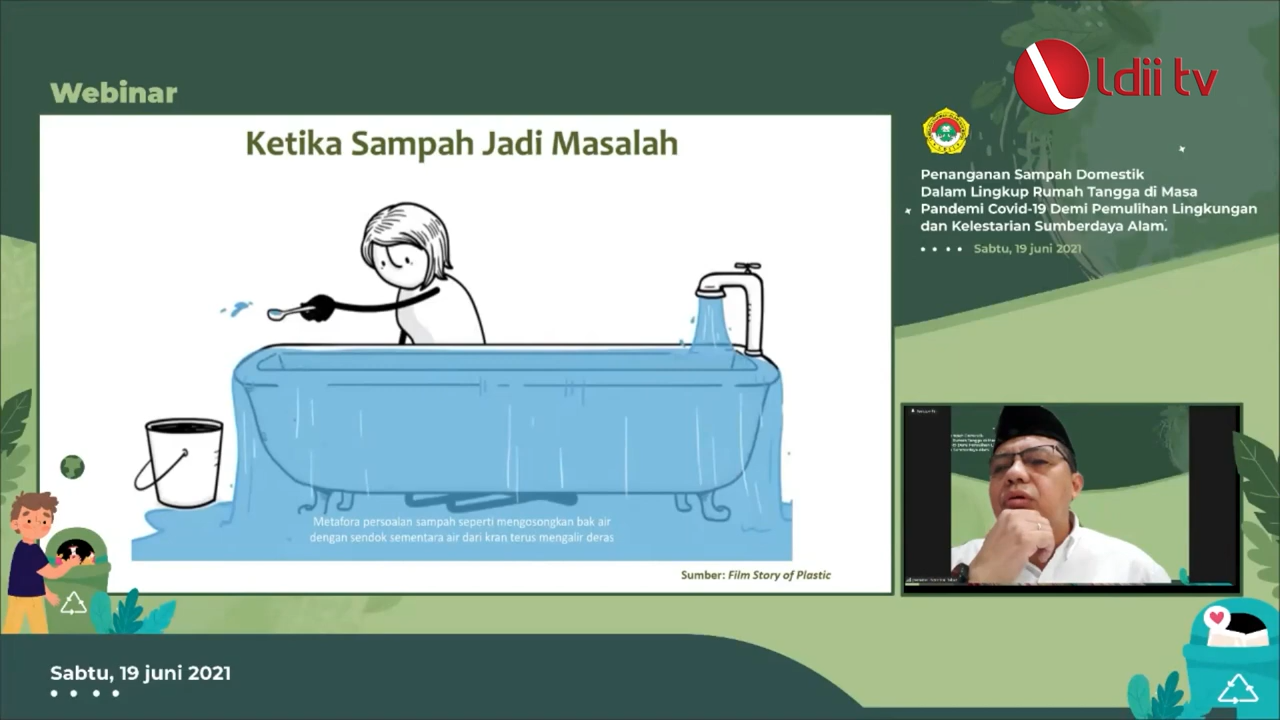 ldii tv
Webinar
Ketika Sampah Jadi Masalah
Metafora persoalan sampah seperti mengosongkan bak air
dengan sendok sementara air dari kran terus mengalir deras
Sumber: Film Story of Plastic
Penanganan Sampah Domestik
Dalam Lingkup Rumah Tangga di Masa
Pandemi Covid-19 Demi Pemulihan Lingkungan
dan Kelestarian Sumberdaya Alam.
Sabtu, 19 juni 2021
Sabtu, 19 juni 2021